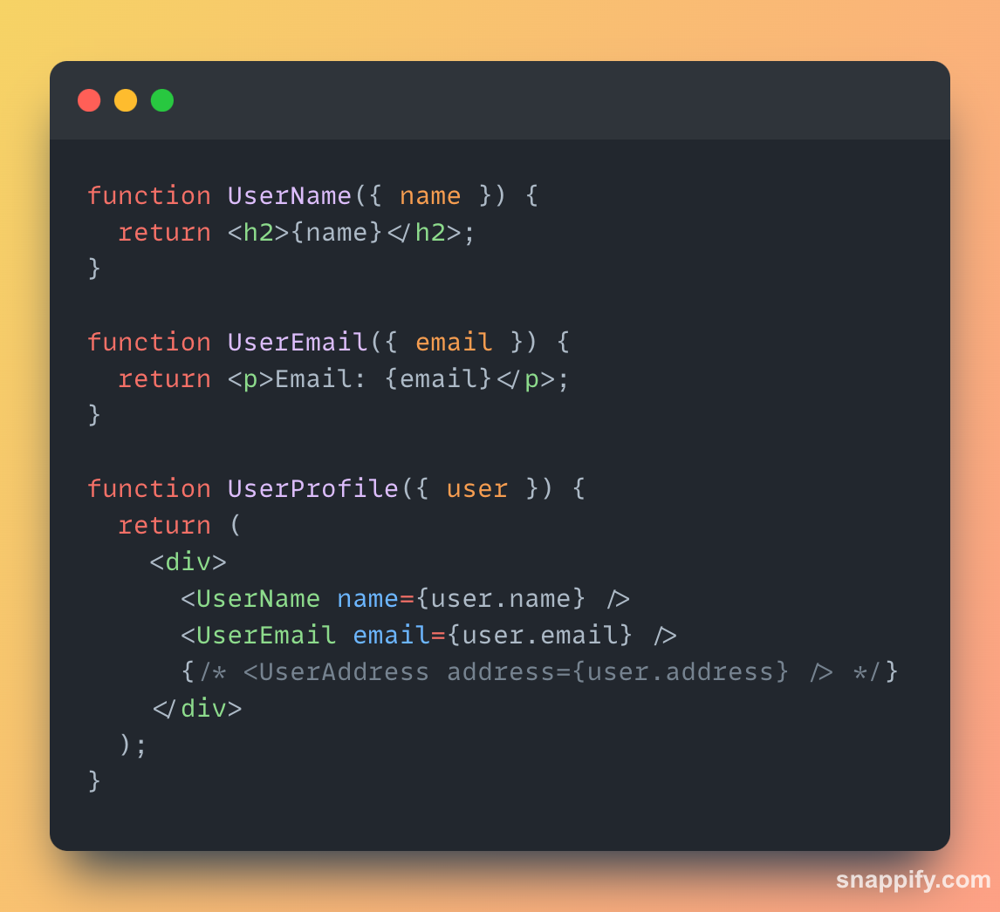 function UserName({ name }) {
  return <h2>{name}</h2>;
}

function UserEmail({ email }) {
  return <p>Email: {email}</p>;
}

function UserProfile({ user }) {
  return (
    <div>
      <UserName name={user.name} />
      <UserEmail email={user.email} />
      {/* <UserAddress address={user.address} /> */}
    </div>
  );
}
snappify.com